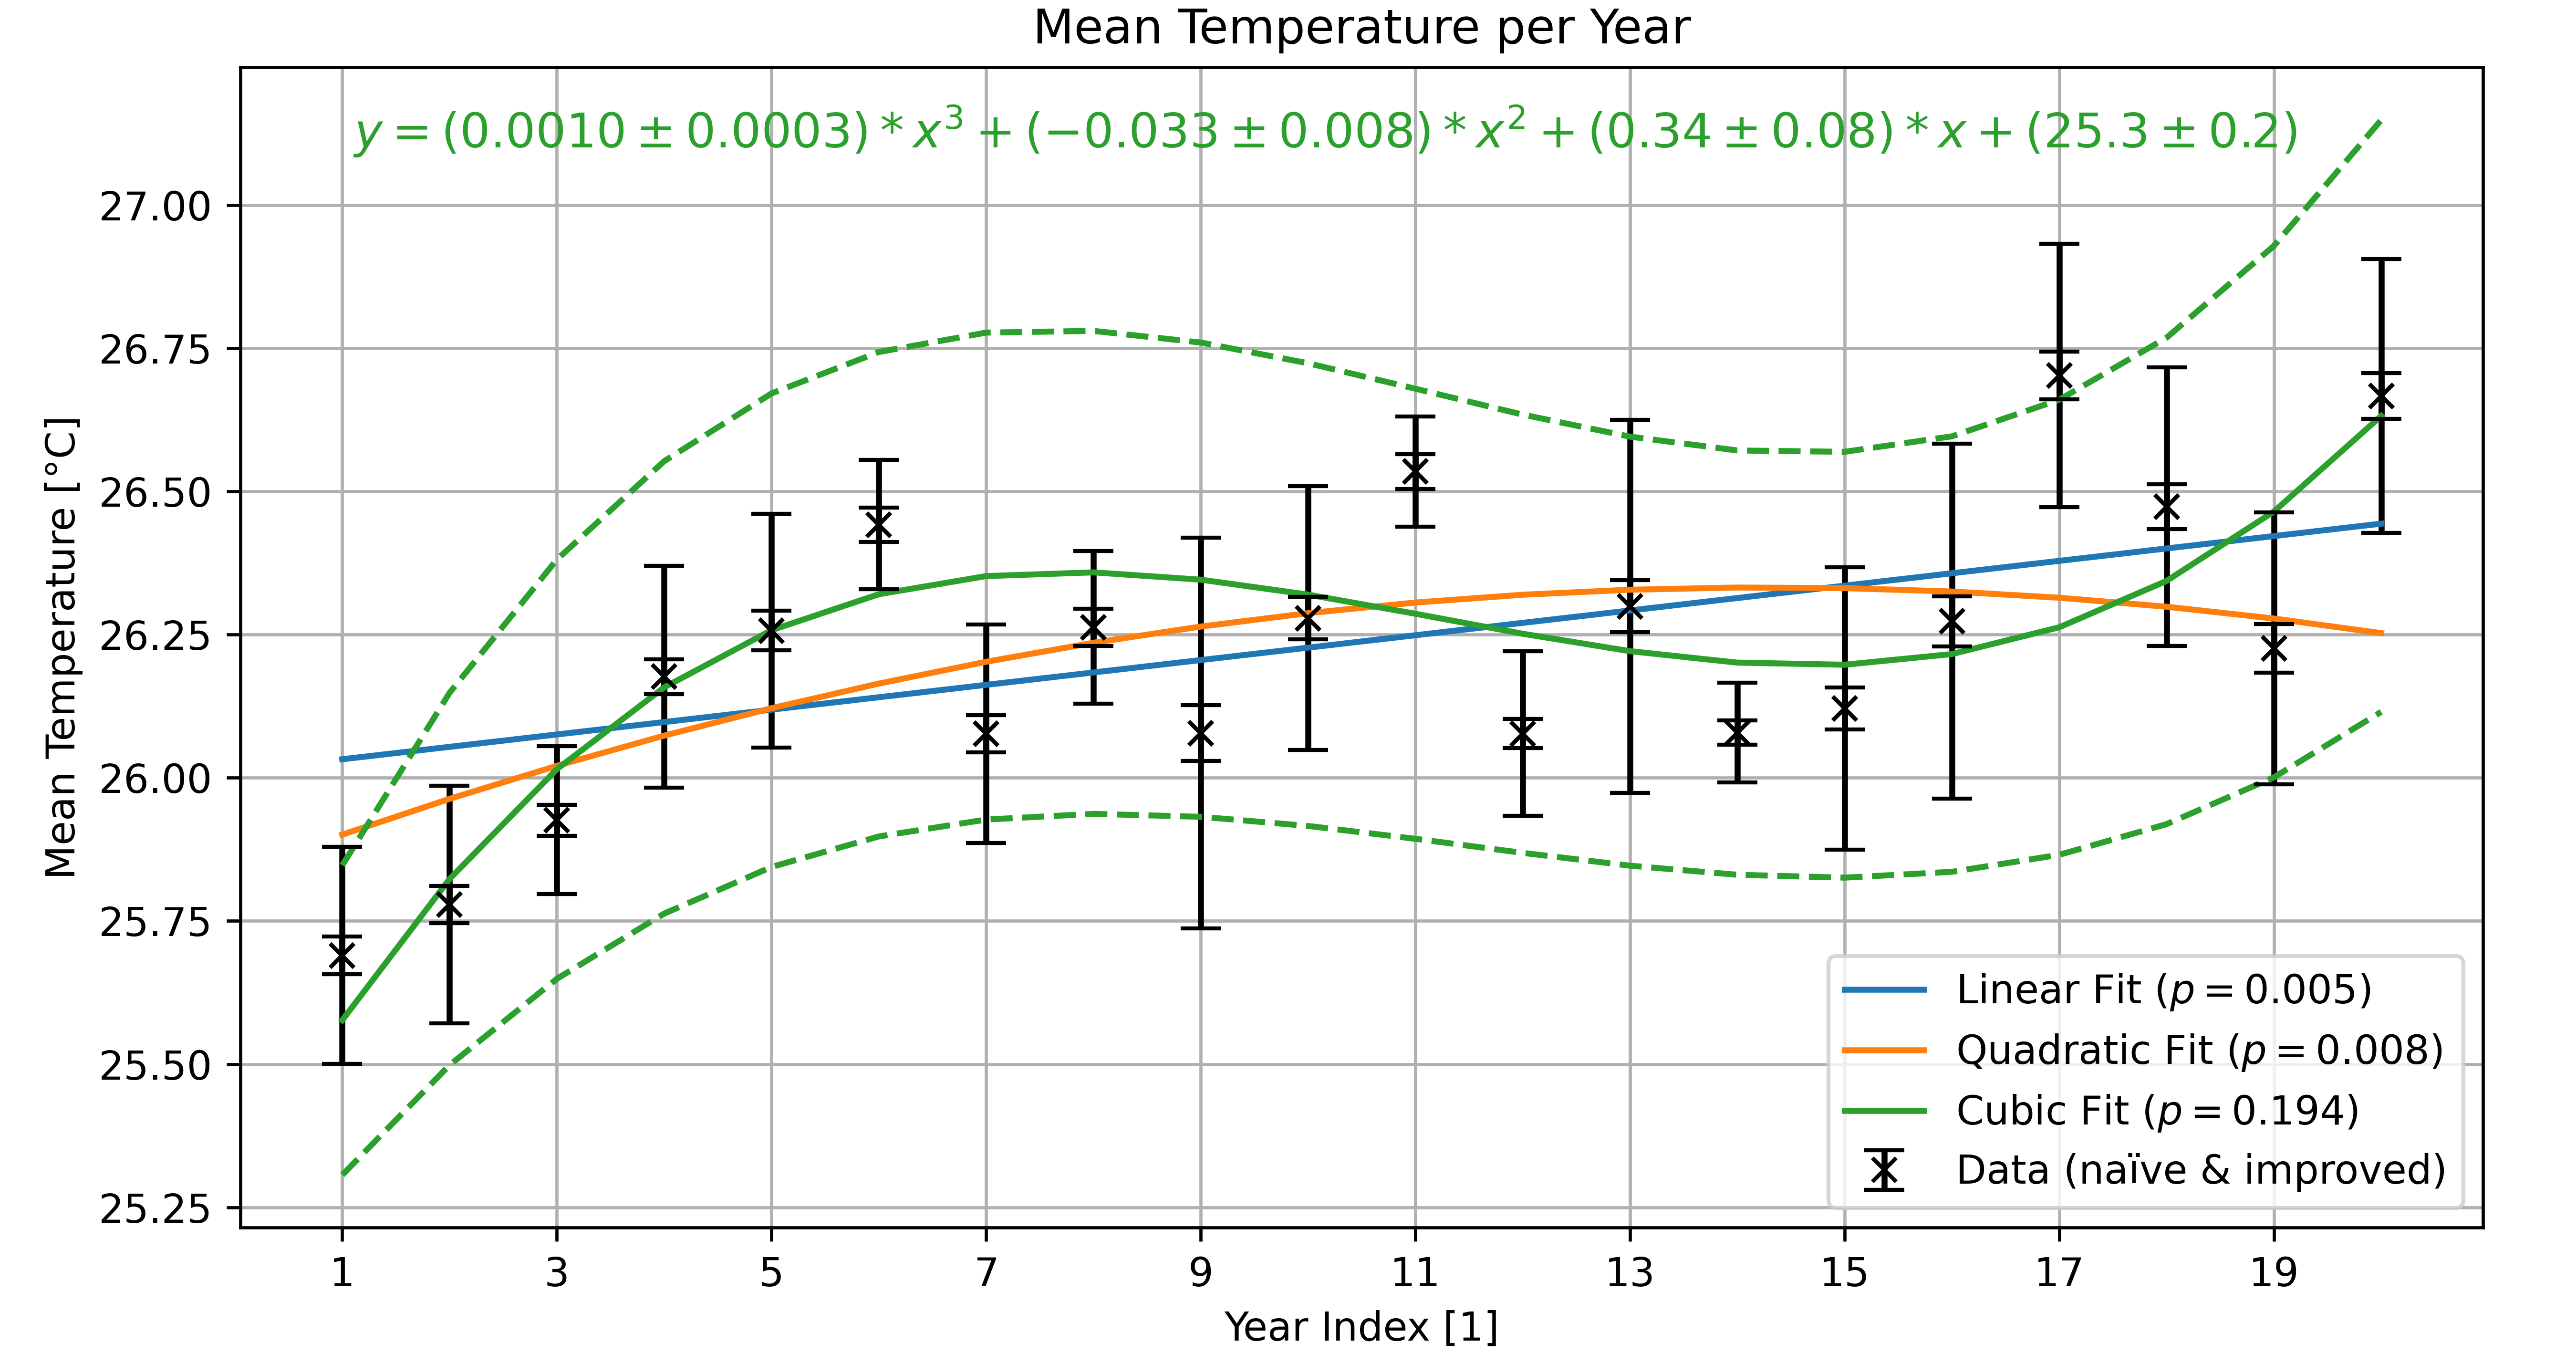 Mean Temperature per Year
y = (0.0010 ± 0.0003) * x³ + (−0.033 ± 0.008) * x² + (0.34 ± 0.08) * x + (25.3 ± 0.2)
27.00
26.75
26.50
26.25
26.00
25.75
25.50
25.25
Mean Temperature [°C]
Linear Fit (p = 0.005)
Quadratic Fit (p = 0.008)
Cubic Fit (p = 0.194)
Data (naïve & improved)
1 3 5 7 9 11 13 15 17 19
Year Index [1]